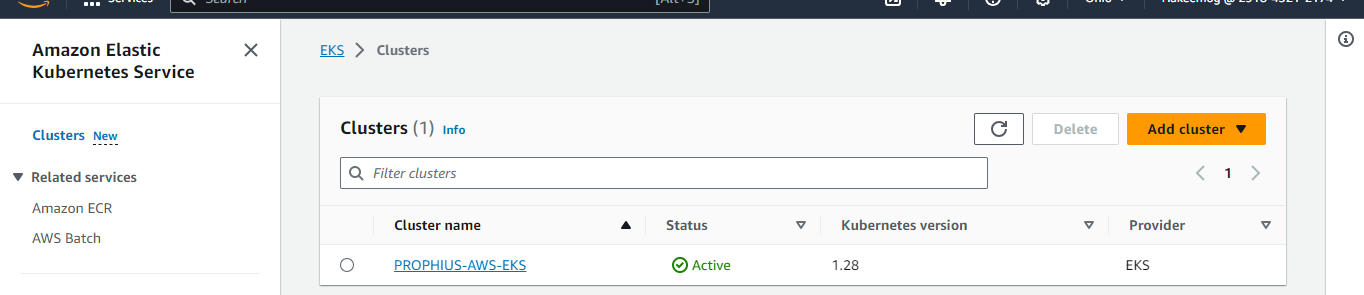 Services
Search
[Alt+S]
Ohio
Amazon Elastic
Kubernetes Service
Clusters New
Related services
Amazon ECR
AWS Batch
EKS > Clusters
Clusters (1) Info
Delete
Add cluster
Filter clusters
1
Cluster name Status Kubernetes version Provider
PROPHIUS-AWS-EKS Active 1.28 EKS